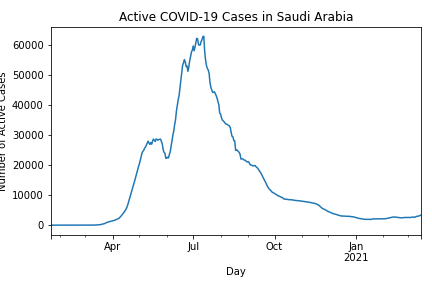 Active COVID-19 Cases in Saudi Arabia
Number of Active Cases
60000
50000
40000
30000
20000
10000
0
Apr
Jul
Oct
Jan
2021
Day